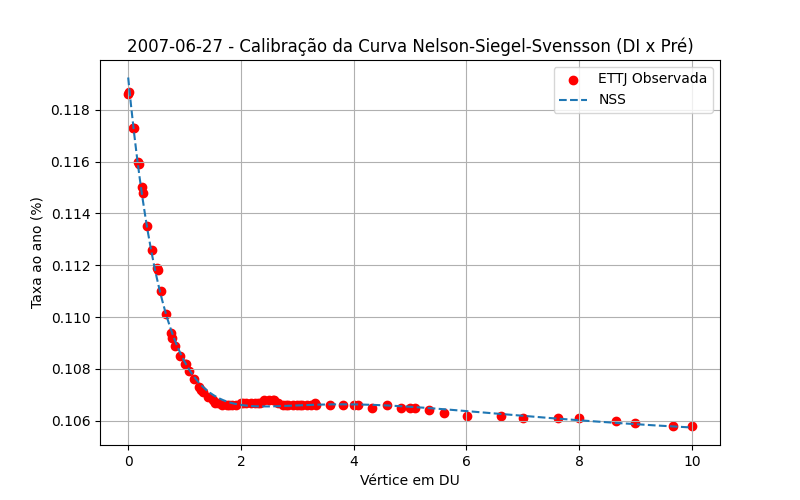 2007-06-27 - Calibração da Curva Nelson-Siegel-Svensson (DI x Pré)
ETTJ Observada
NSS
Taxa ao ano (%)
0.118
0.116
0.114
0.112
0.110
0.108
0.106
0 2 4 6 8 10
Vértice em DU